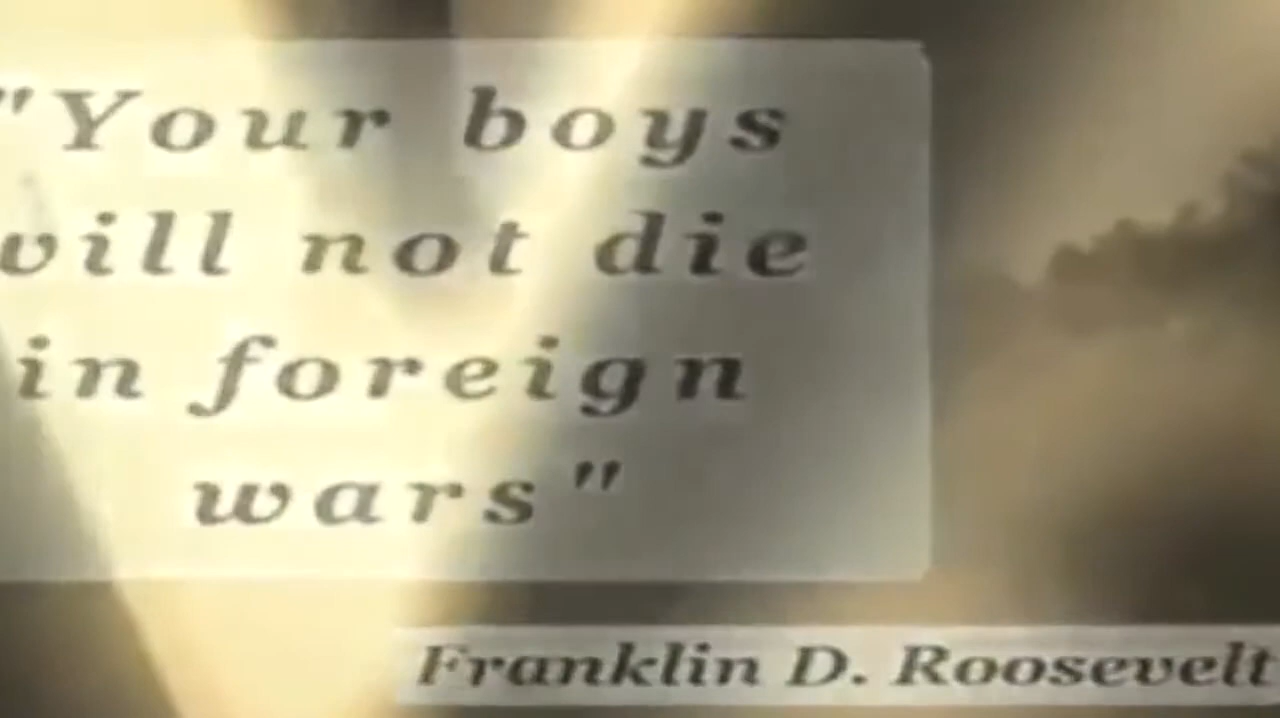 "Your boys
will not die
in foreign
wars"
Franklin D. Roosevelt